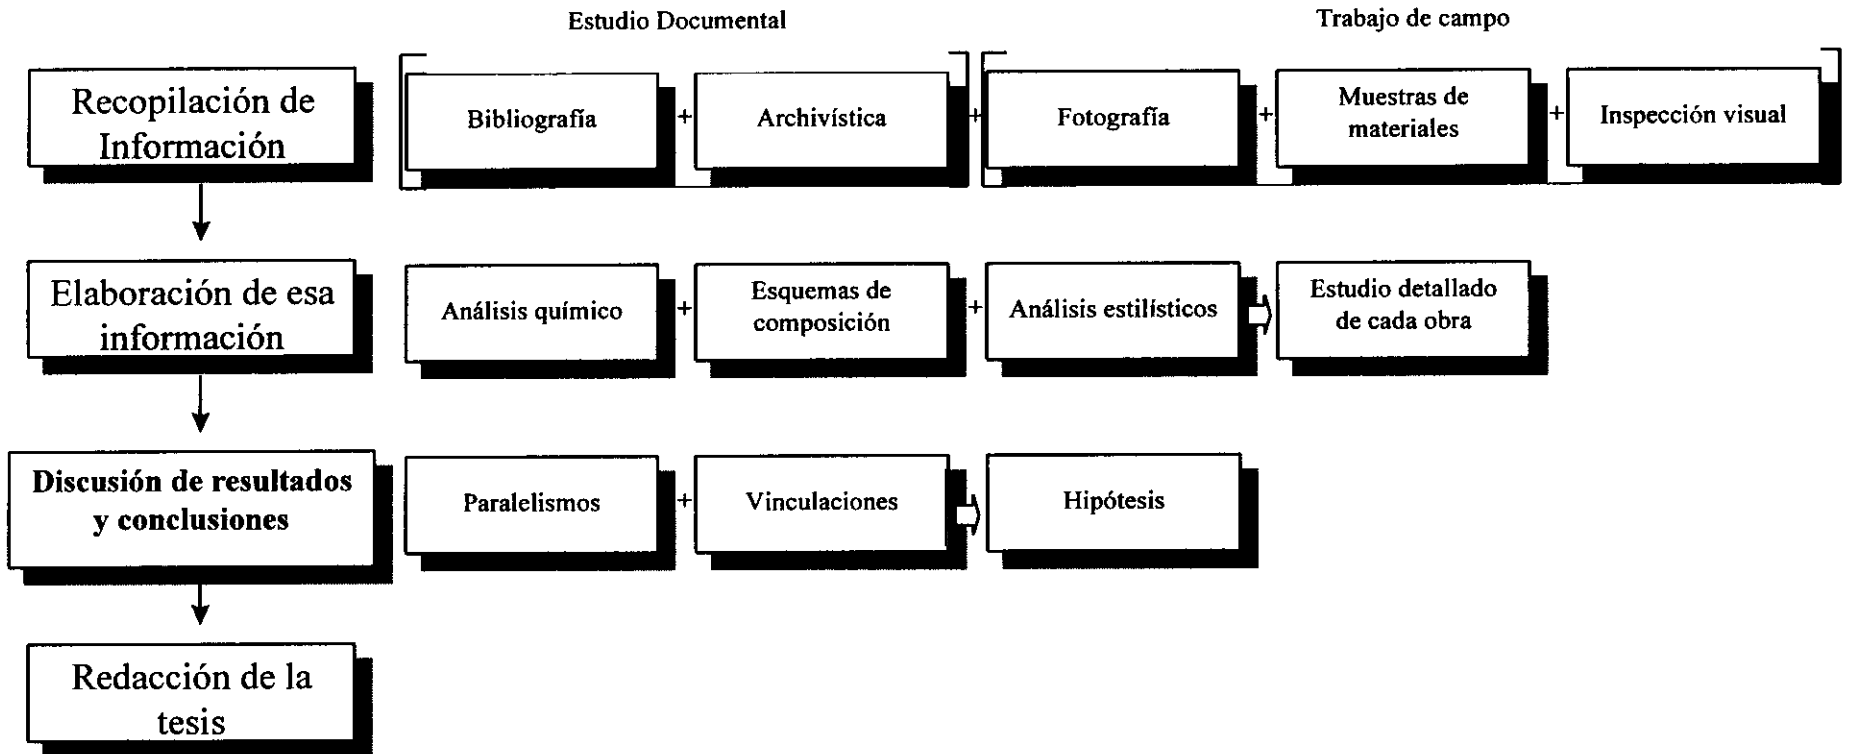 Estudio Documental
Trabajo de campo
Recopilación de
Información
Bibliografía
+
Archivística
+
Fotografía
+
Muestras de
materiales
+
Inspección visual
Elaboración de esa
información
Análisis químico
+
Esquemas de
composición
+
Análisis estilísticos
Estudio detallado
de cada obra
Discusión de resultados
y conclusiones
Paralelismos
+
Vinculaciones
Hipótesis
Redacción de la
tesis